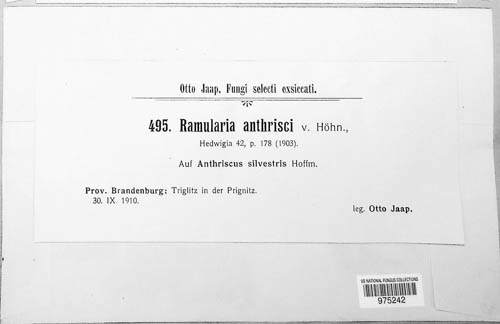 Otto Jaap, Fungi selecti exsiccati.
495. Ramularia anthrisci v. Höhn.,
Hedwigia 42, p. 178 (1903).
Auf Anthriscus silvestris Hoffm.
Prov. Brandenburg: Triglitz in der Prignitz.
30. IX. 1910.
leg. Otto Jaap.
US NATIONAL FUNGUS COLLECTIONS
975242